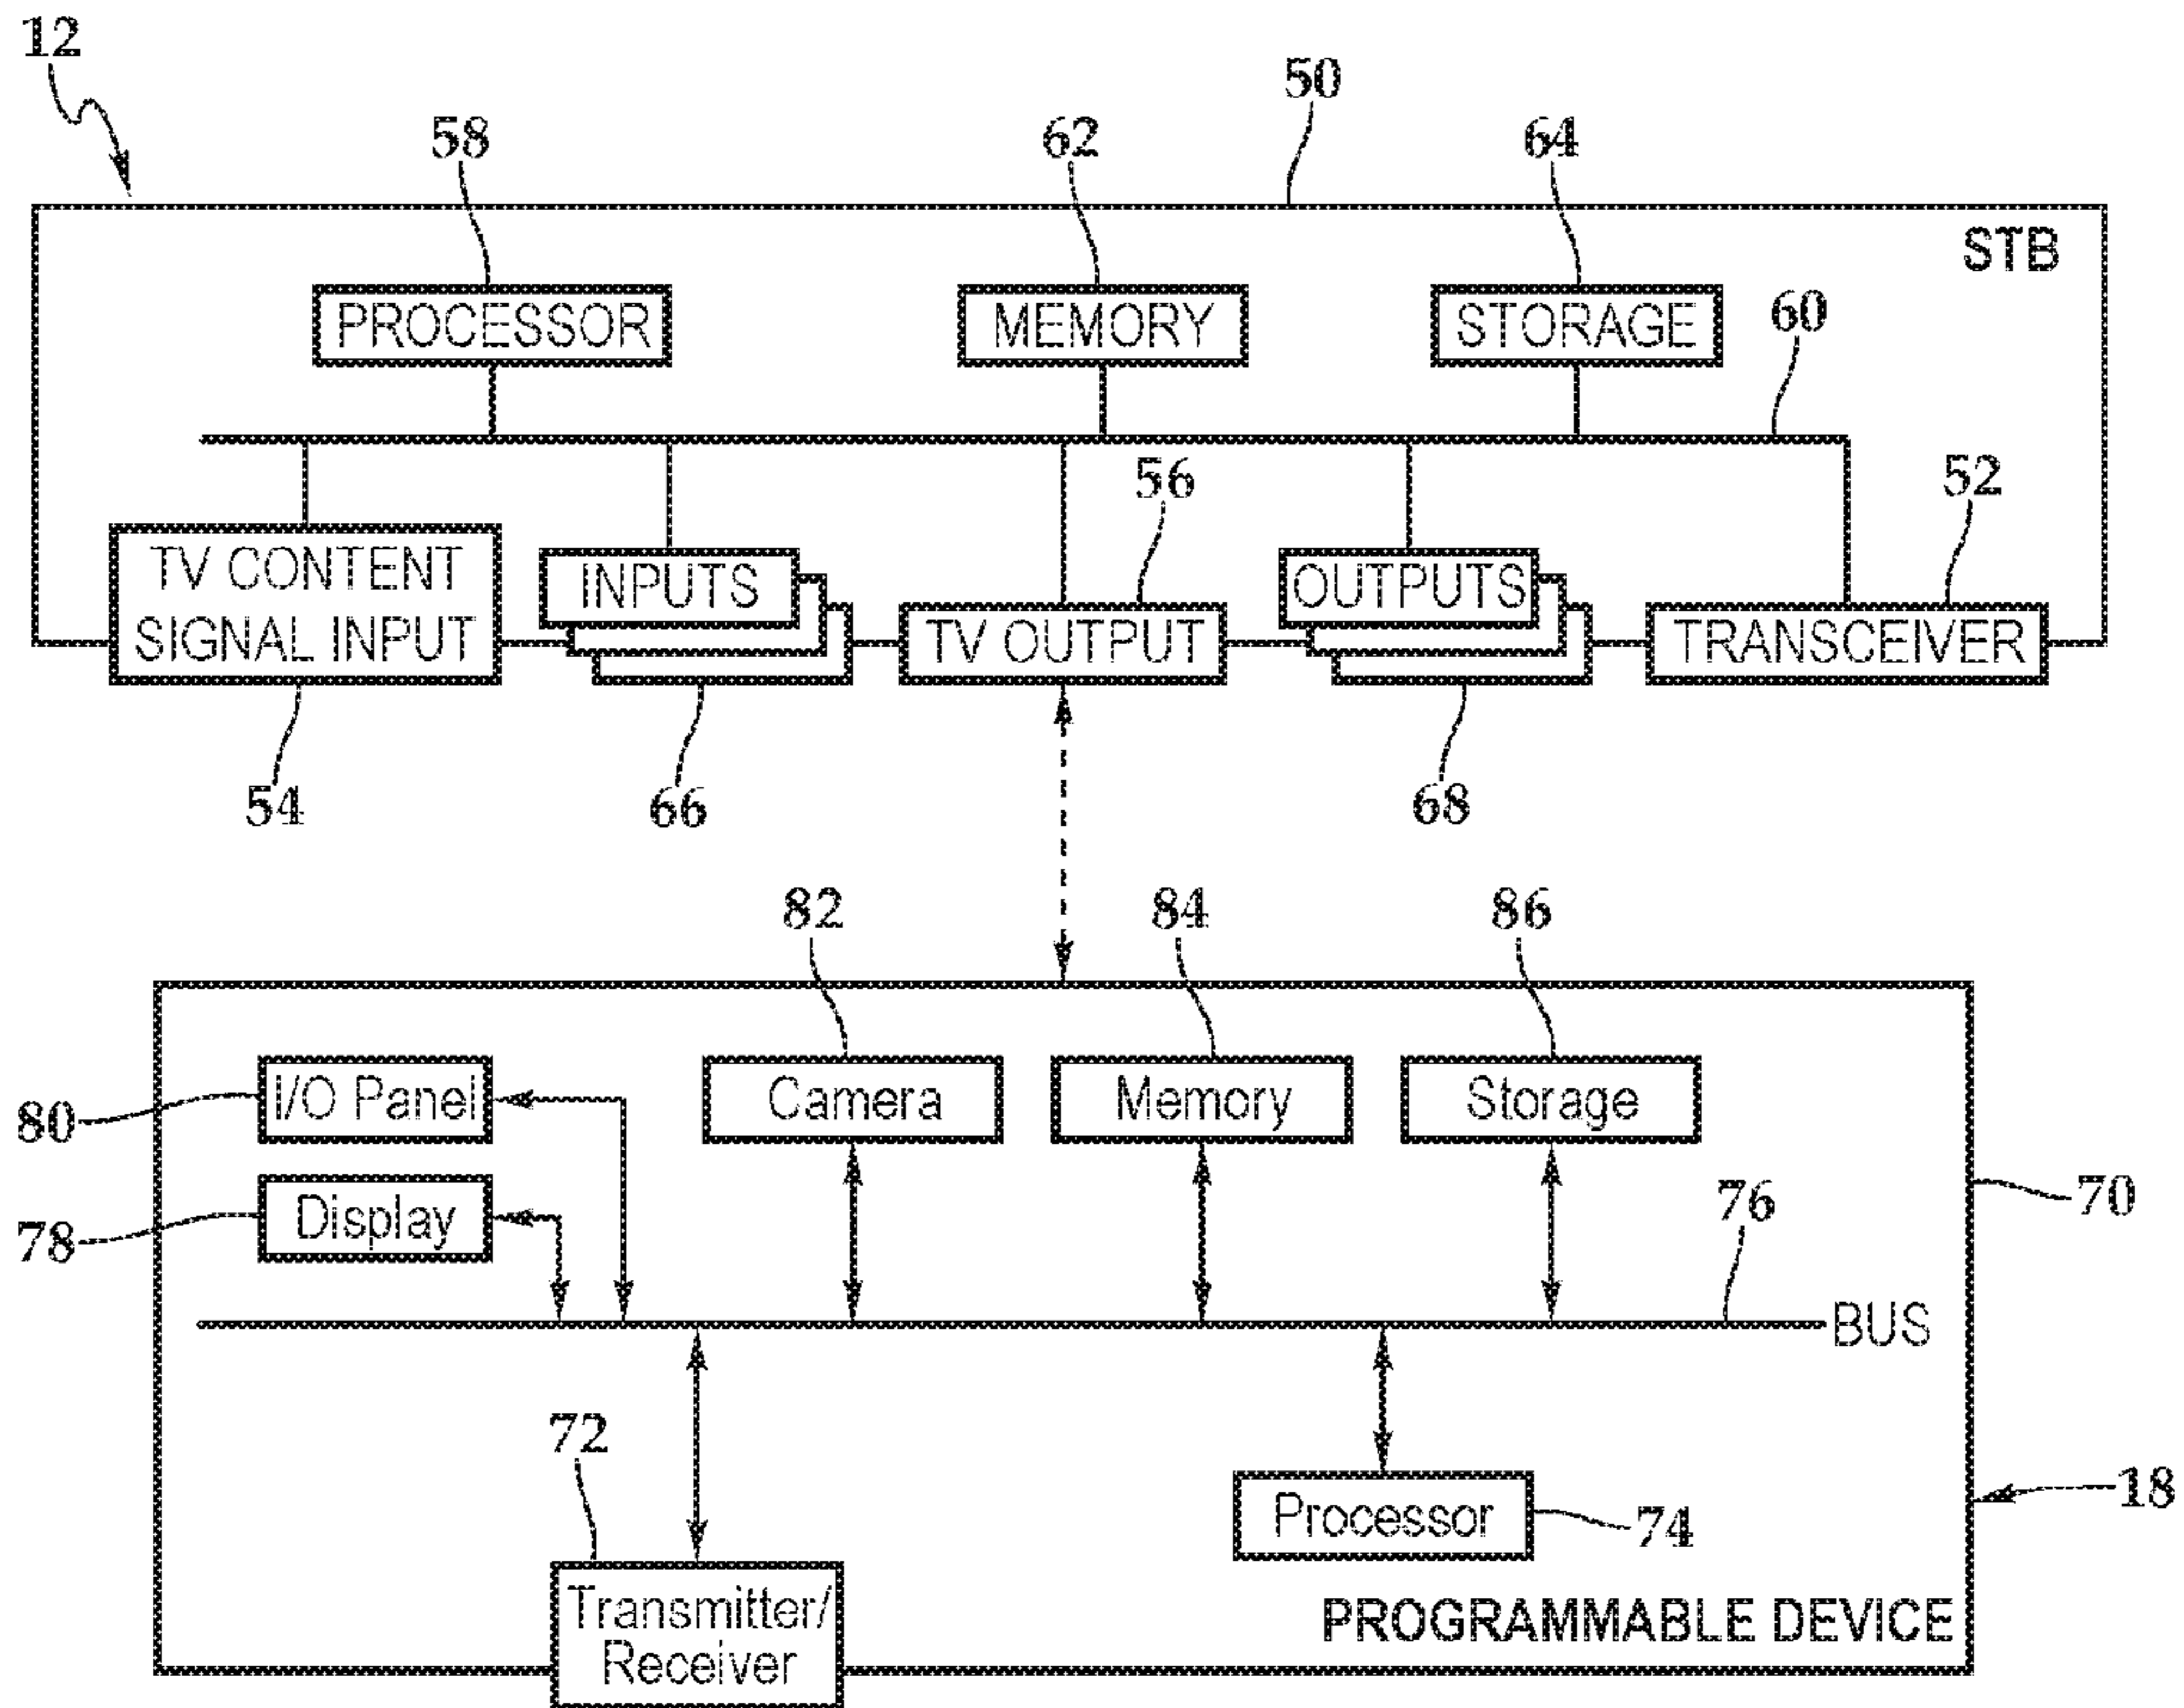 12
50
58
62
64
STB
PROCESSOR
MEMORY
STORAGE
60
56
52
TV CONTENT
SIGNAL INPUT
INPUTS
TV OUTPUT
OUTPUTS
TRANSCEIVER
54
66
68
82
84
86
80
I/O Panel
Camera
Memory
Storage
78
Display
76
70
BUS
72
74
18
Processor
Transmitter/
Receiver
PROGRAMMABLE DEVICE